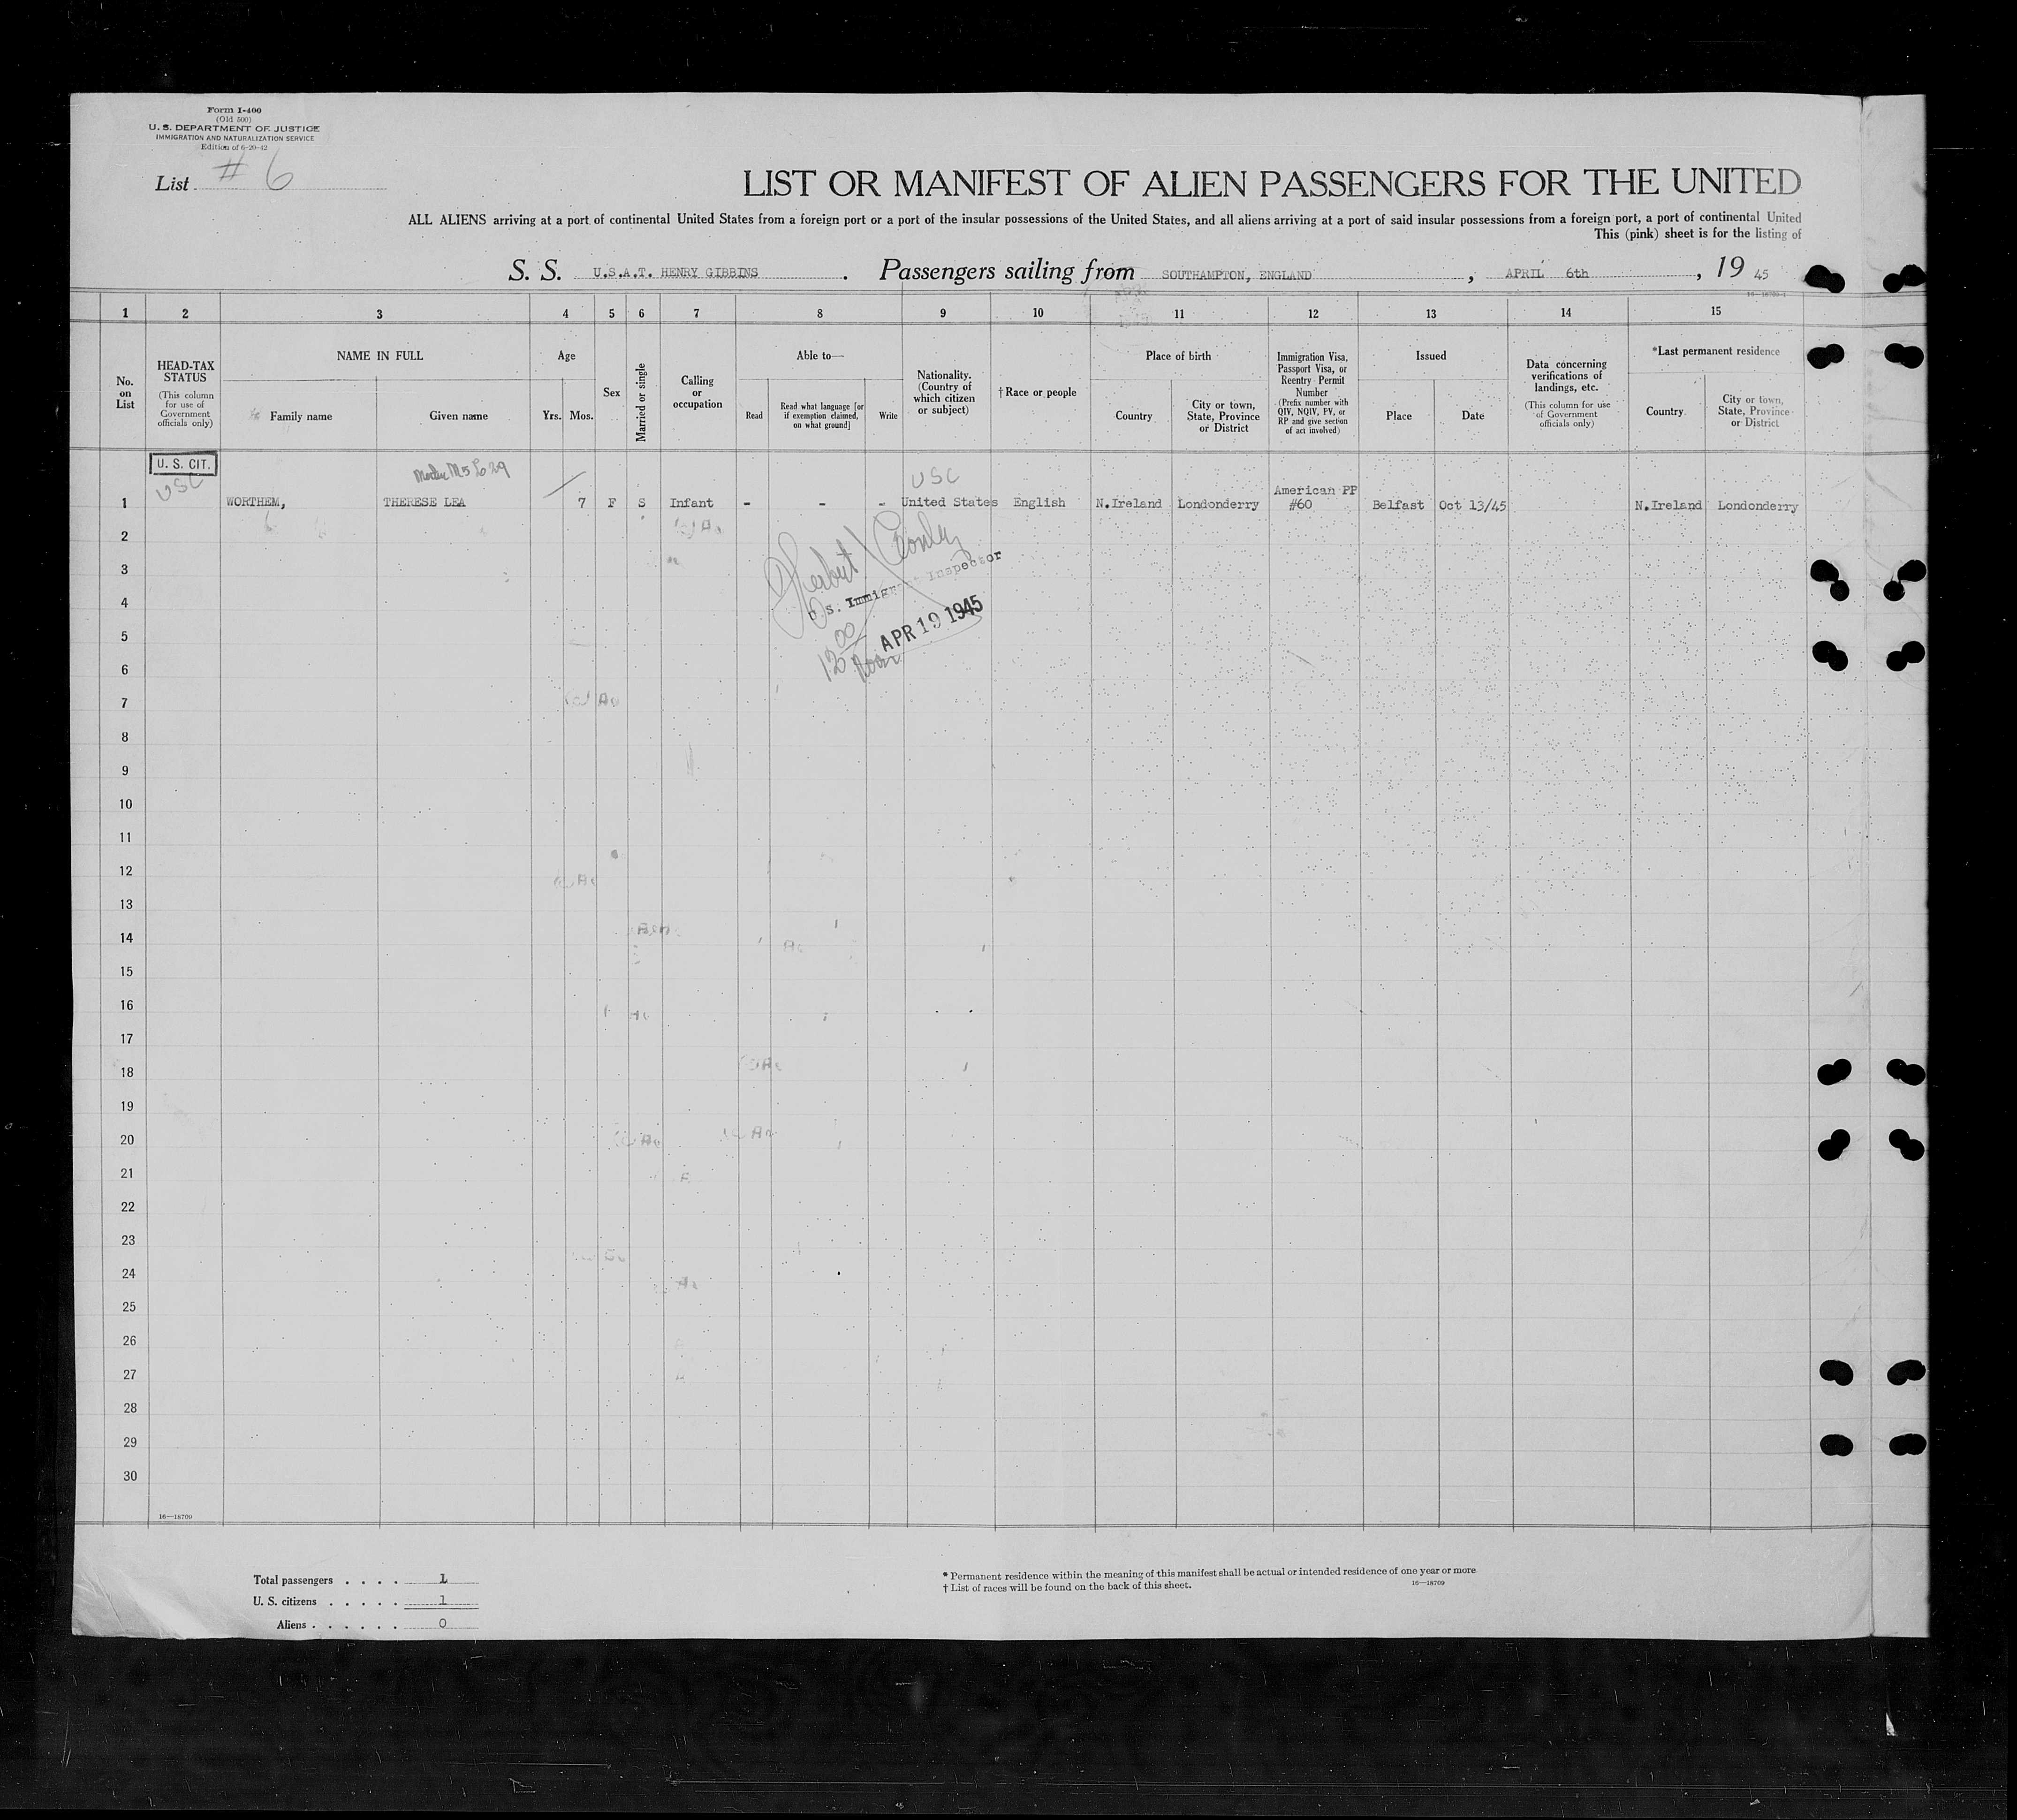 Form I-400
(Old 500)
U. S. DEPARTMENT OF JUSTICE
IMMIGRATION AND NATURALIZATION SERVICE
Edition of 6-20-42
List # 6
LIST OR MANIFEST OF ALIEN PASSENGERS FOR THE UNITED
ALL ALIENS arriving at a port of continental United States from a foreign port or a port of the insular possessions of the United States, and all aliens arriving at a port of said insular possessions from a foreign port, a port of continental United
This (pink) sheet is for the listing of
S. S. U.S.A.T. HENRY GIBBINS. Passengers sailing from SOUTHAMPTON, ENGLAND, APRIL 6th, 19 45
16-18709-1
1 2 3 4 5 6 7 8 9 10 11 12 13 14 15
No. on List
HEAD-TAX STATUS
(This column for use of Government officials only)
NAME IN FULL
Family name
Given name
Age
Yrs. Mos.
Sex
Married or single
Calling or occupation
Able to—
Read
Read what language [or if exemption claimed, on what ground]
Write
Nationality. (Country of which citizen or subject)
† Race or people
Place of birth
Country
City or town, State, Province or District
Immigration Visa, Passport Visa, or Reentry Permit Number
(Prefix number with QIV, NQIV, PV, or RP and give section of act involved)
Issued
Place
Date
Data concerning verifications of landings, etc.
(This column for use of Government officials only)
*Last permanent residence
Country
City or town, State, Province or District
U. S. CIT.
USC
USC
1 WORTHEM, THERESE LEA 7 F S Infant - - - United States English N.Ireland Londonderry American PP #60 Belfast Oct 13/45 N.Ireland Londonderry
2
3
U. S. Immigrant Inspector
4
APR 19 1945
5
12 00 Noon
6
7
8
9
10
11
12
13
14
15
16
17
18
19
20
21
22
23
24
25
26
27
28
29
30
16—18709
Total passengers . . . . 1
U. S. citizens . . . . . 1
Aliens . . . . . . 0
* Permanent residence within the meaning of this manifest shall be actual or intended residence of one year or more
† List of races will be found on the back of this sheet.
16—18709